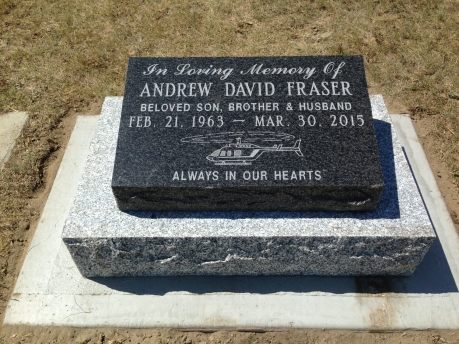 In Loving Memory Of
ANDREW DAVID FRASER
BELOVED SON, BROTHER & HUSBAND
FEB. 21, 1963 — MAR. 30, 2015
ALWAYS IN OUR HEARTS